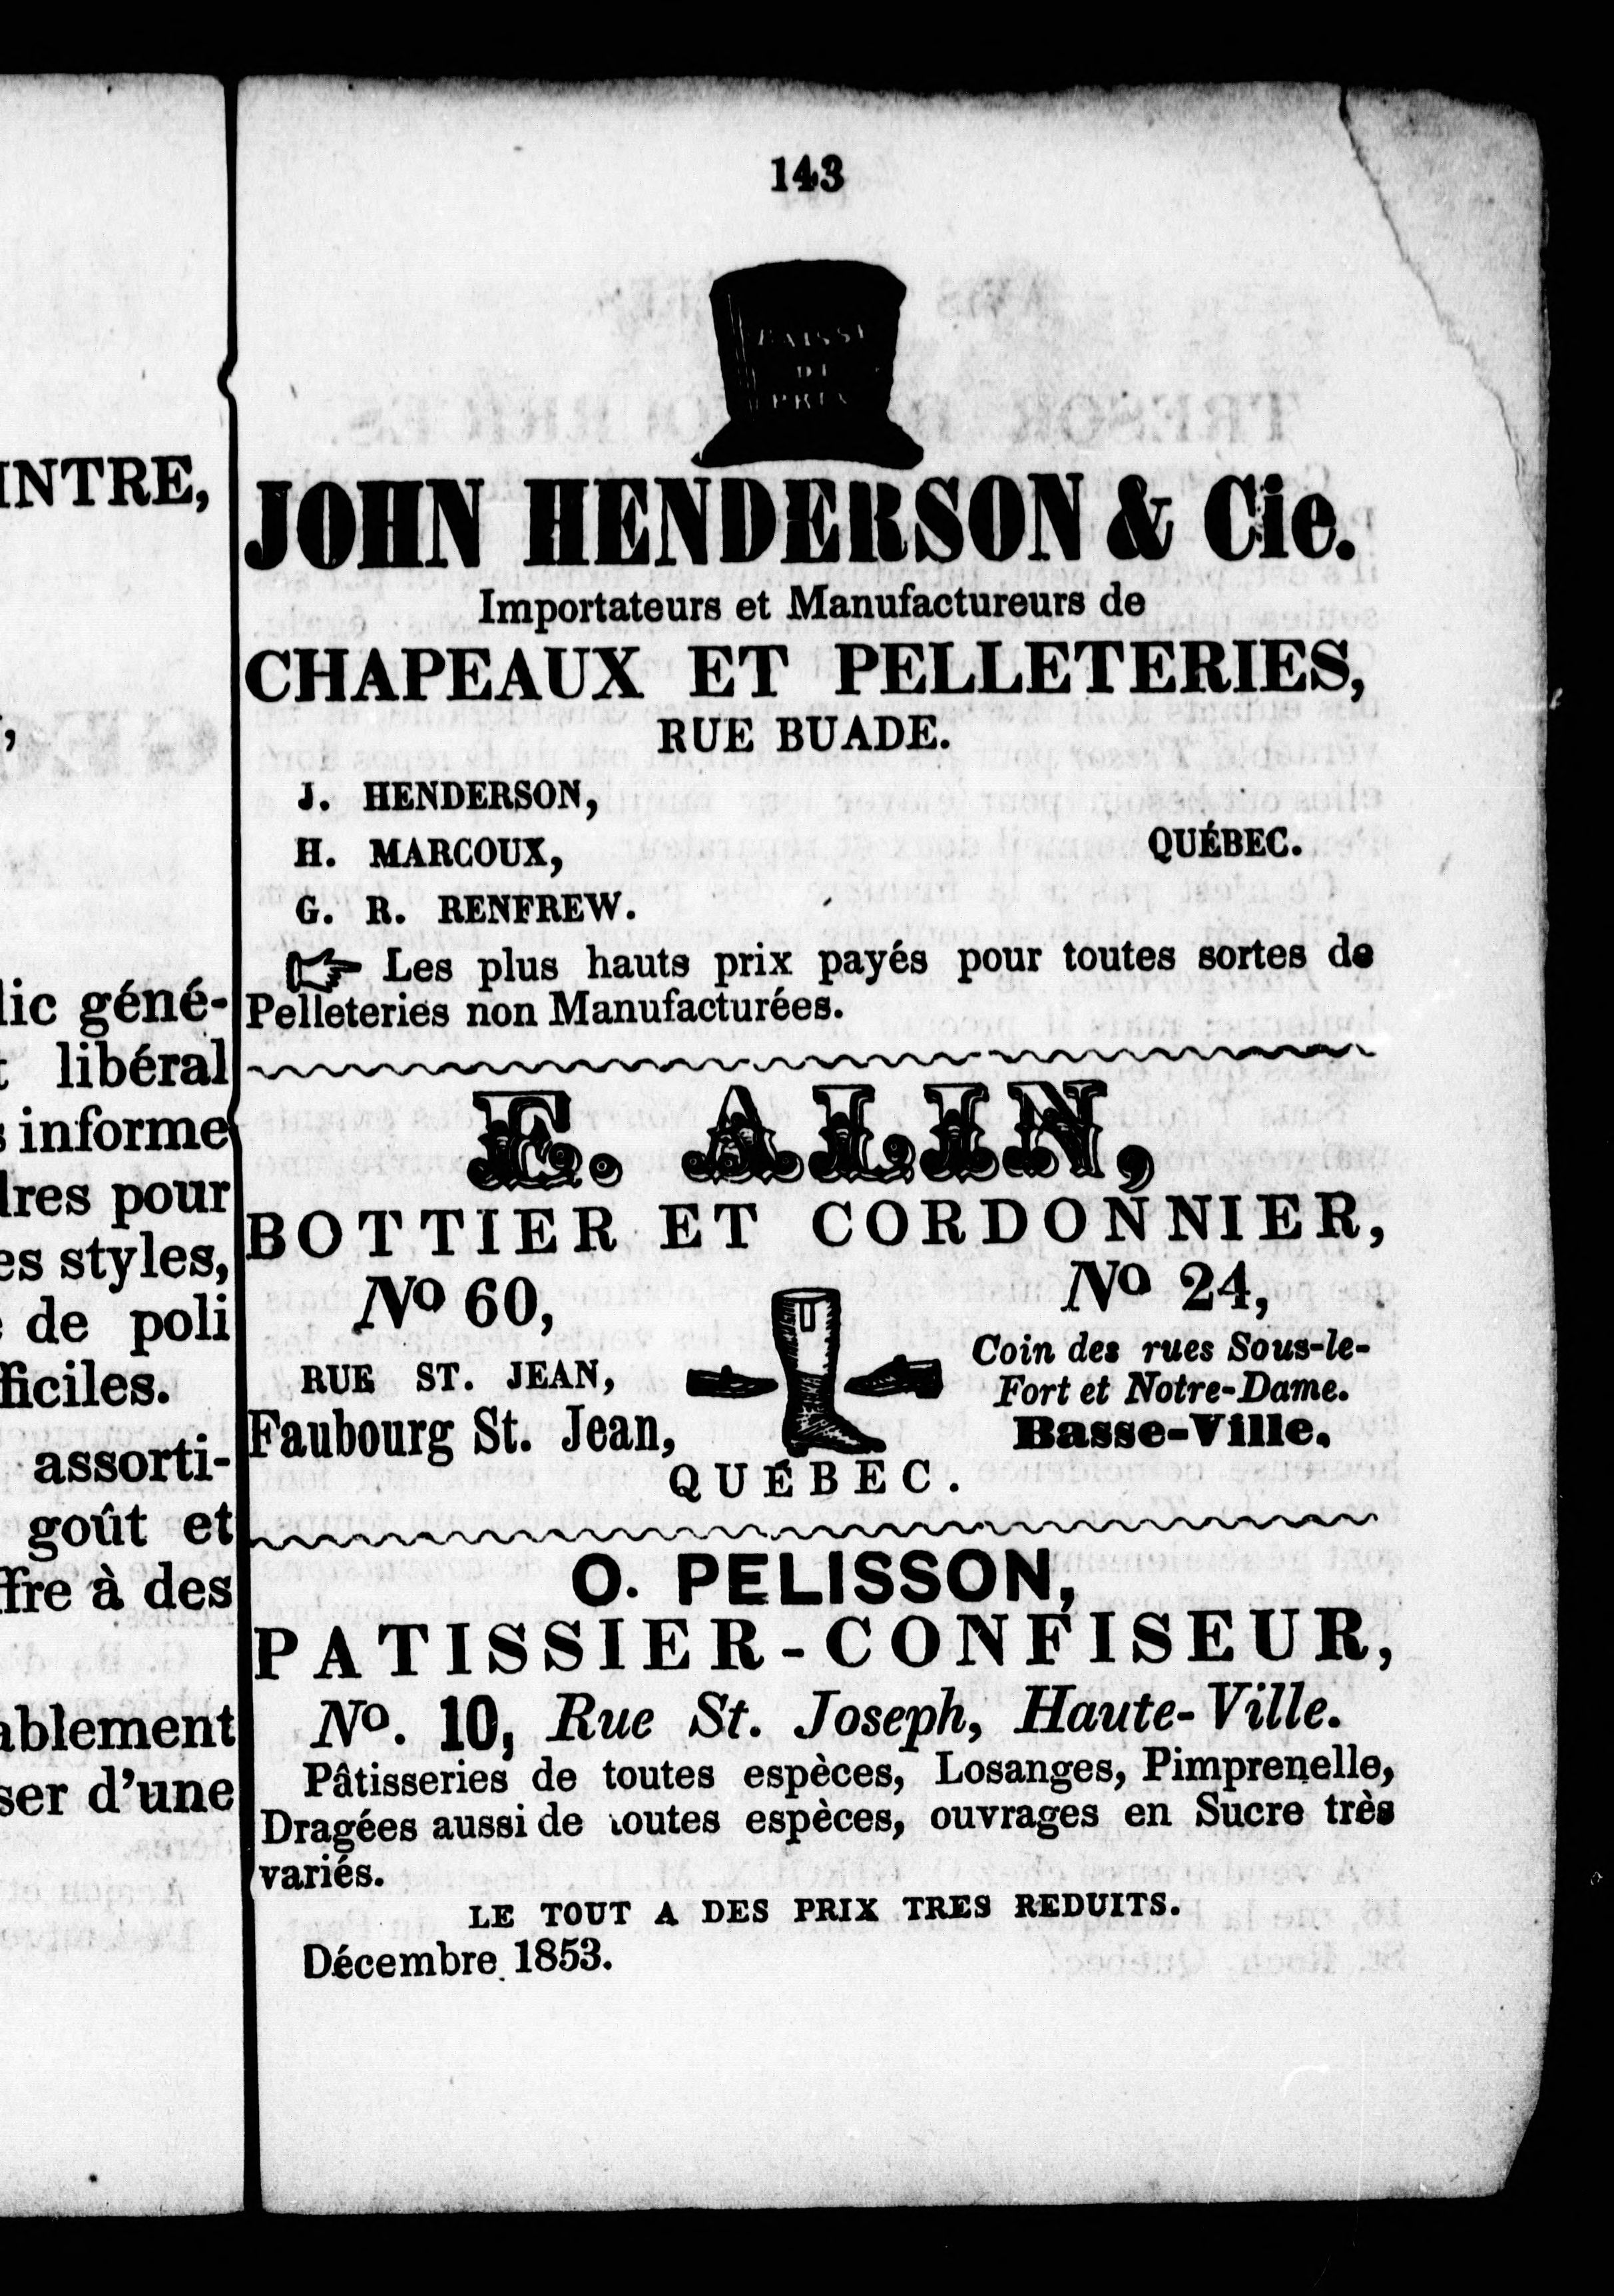 INTRE,
,
lic géné-
t libéral
s informe
dres pour
es styles,
e de poli
fficiles.
assorti-
goût et
ffre à des
ablement
ser d'une
143
BAISSE
DE
PRIX
JOHN HENDERSON & Cie.
Importateurs et Manufactureurs de
CHAPEAUX ET PELLETERIES,
RUE BUADE.
J. HENDERSON,
H. MARCOUX,
QUÉBEC.
G. R. RENFREW.
☞ Les plus hauts prix payés pour toutes sortes de
Pelleteries non Manufacturées.
E. ALIN,
BOTTIER ET CORDONNIER,
No 60,
RUE ST. JEAN,
Faubourg St. Jean,
No 24,
Coin des rues Sous-le-
Fort et Notre-Dame.
Basse-Ville.
QUÉBEC.
O. PELISSON,
PATISSIER-CONFISEUR,
No. 10, Rue St. Joseph, Haute-Ville.
Pâtisseries de toutes espèces, Losanges, Pimprenelle,
Dragées aussi de toutes espèces, ouvrages en Sucre très
variés.
LE TOUT A DES PRIX TRES REDUITS.
Décembre 1853.